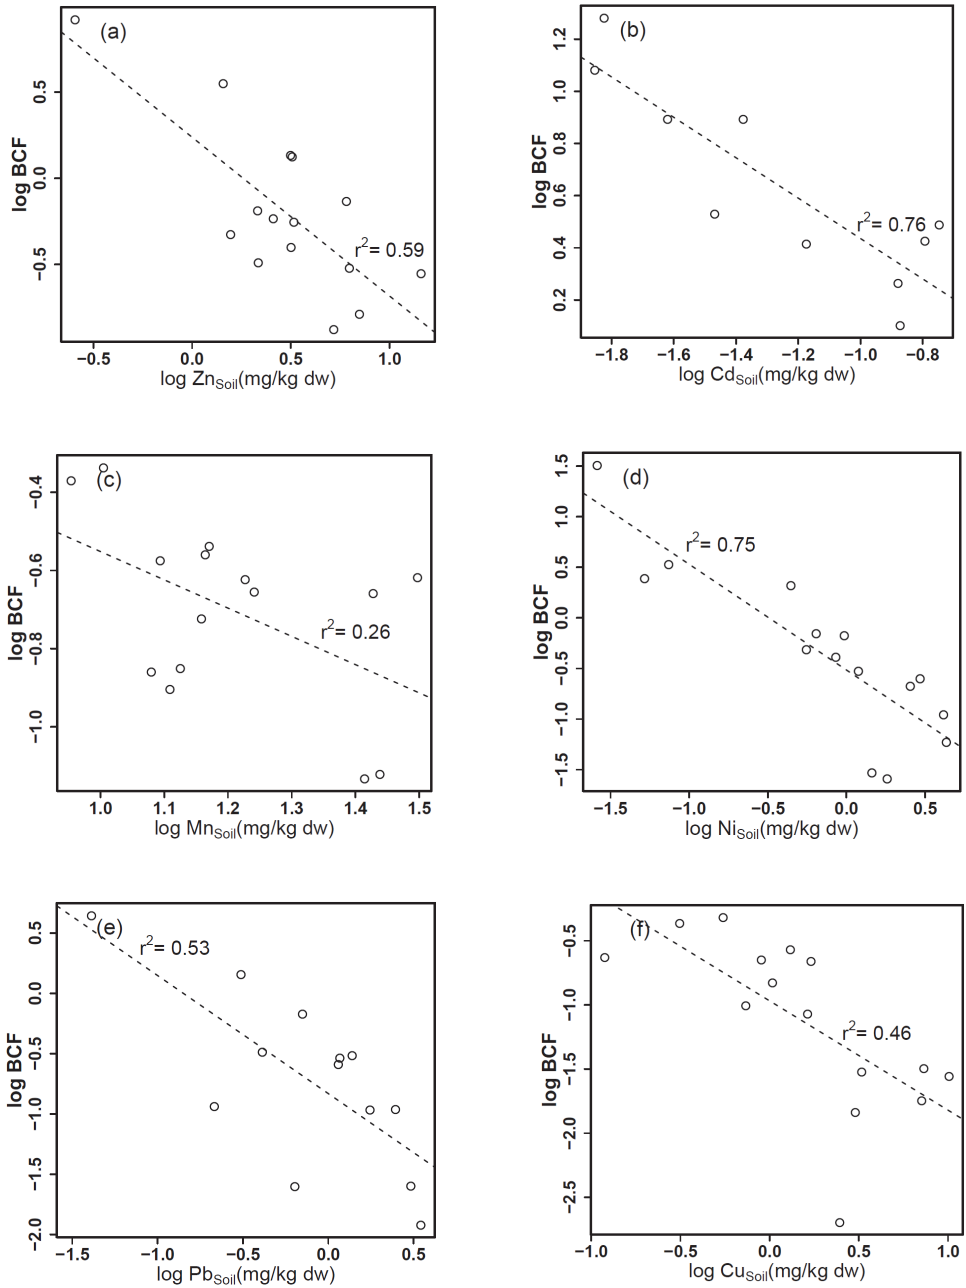 (a)
log BCF
0.5
0.0
−0.5
r2= 0.59
−0.5 0.0 0.5 1.0
log ZnSoil(mg/kg dw)
(b)
log BCF
1.2
1.0
0.8
0.6
0.4
0.2
r2= 0.76
−1.8 −1.6 −1.4 −1.2 −1.0 −0.8
log CdSoil(mg/kg dw)
(c)
log BCF
−0.4
−0.6
−0.8
−1.0
r2= 0.26
1.0 1.1 1.2 1.3 1.4 1.5
log MnSoil(mg/kg dw)
(d)
log BCF
1.5
1.0
0.5
0.0
−0.5
−1.0
−1.5
r2= 0.75
−1.5 −1.0 −0.5 0.0 0.5
log NiSoil(mg/kg dw)
(e)
log BCF
0.5
0.0
−0.5
−1.0
−1.5
−2.0
r2= 0.53
−1.5 −1.0 −0.5 0.0 0.5
log PbSoil(mg/kg dw)
(f)
log BCF
−0.5
−1.0
−1.5
−2.0
−2.5
r2= 0.46
−1.0 −0.5 0.0 0.5 1.0
log CuSoil(mg/kg dw)